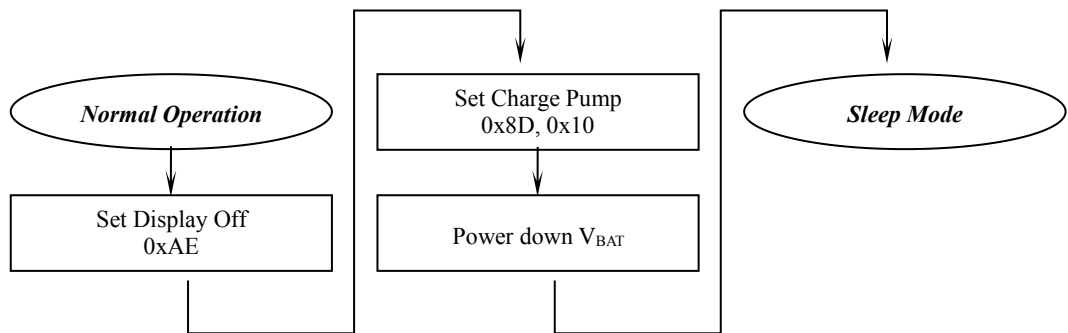 Normal Operation
Set Display Off
0xAE
Set Charge Pump
0x8D, 0x10
Power down VBAT
Sleep Mode